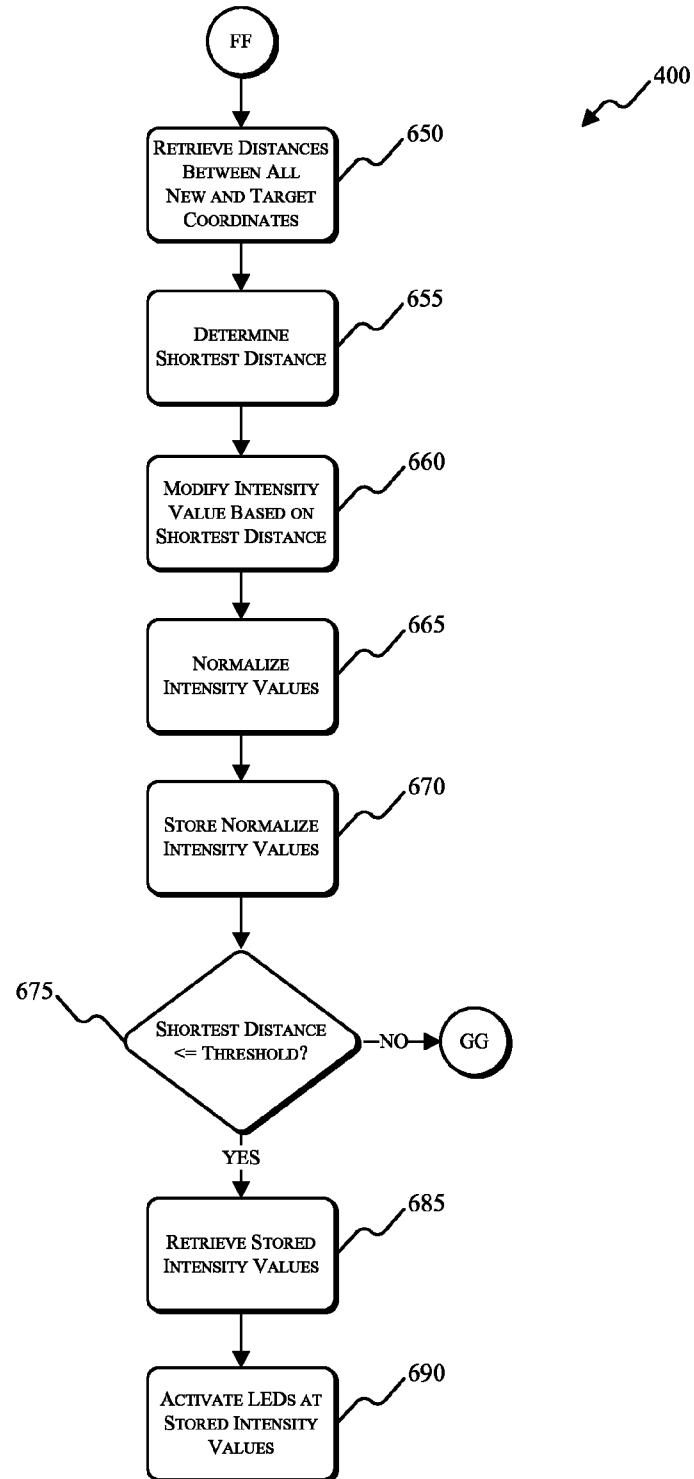 FF
400
RETRIEVE DISTANCES
BETWEEN ALL
NEW AND TARGET
COORDINATES
650
DETERMINE
SHORTEST DISTANCE
655
MODIFY INTENSITY
VALUE BASED ON
SHORTEST DISTANCE
660
NORMALIZE
INTENSITY VALUES
665
STORE NORMALIZE
INTENSITY VALUES
670
675
SHORTEST DISTANCE
<= THRESHOLD?
NO
GG
YES
RETRIEVE STORED
INTENSITY VALUES
685
ACTIVATE LEDS AT
STORED INTENSITY
VALUES
690